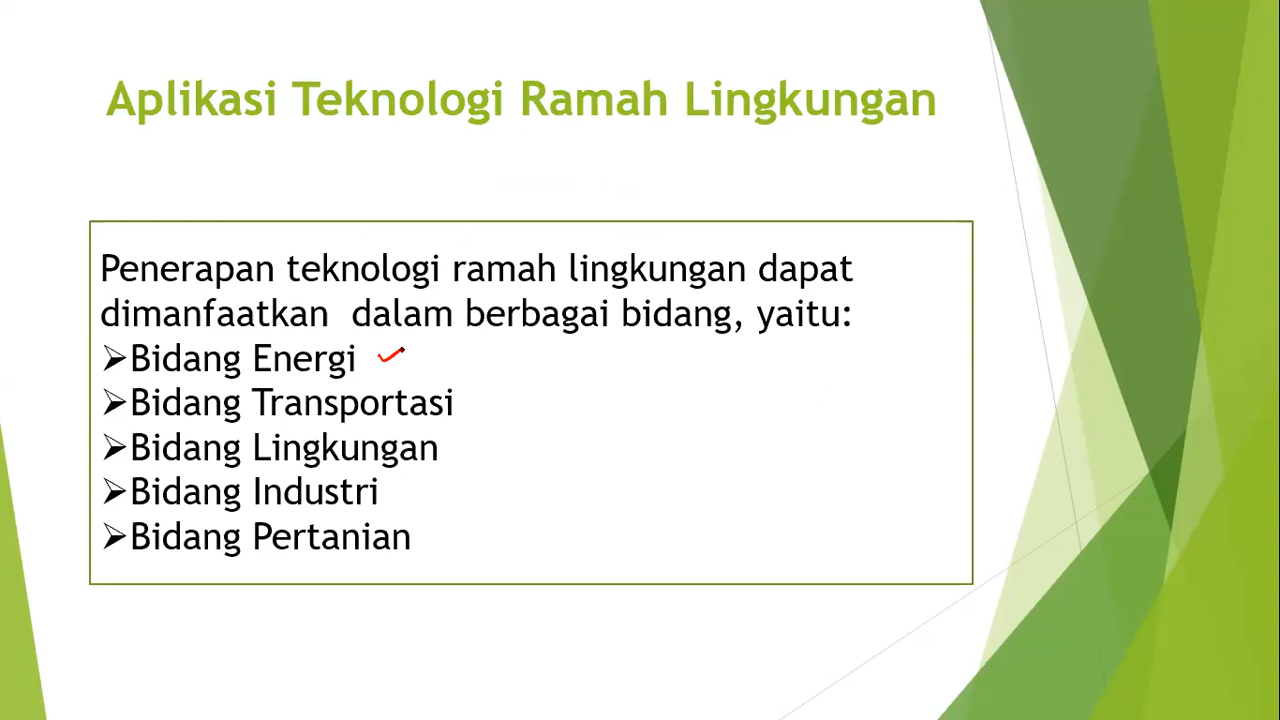 Aplikasi Teknologi Ramah Lingkungan
Penerapan teknologi ramah lingkungan dapat
dimanfaatkan dalam berbagai bidang, yaitu:
➢Bidang Energi
➢Bidang Transportasi
➢Bidang Lingkungan
➢Bidang Industri
➢Bidang Pertanian